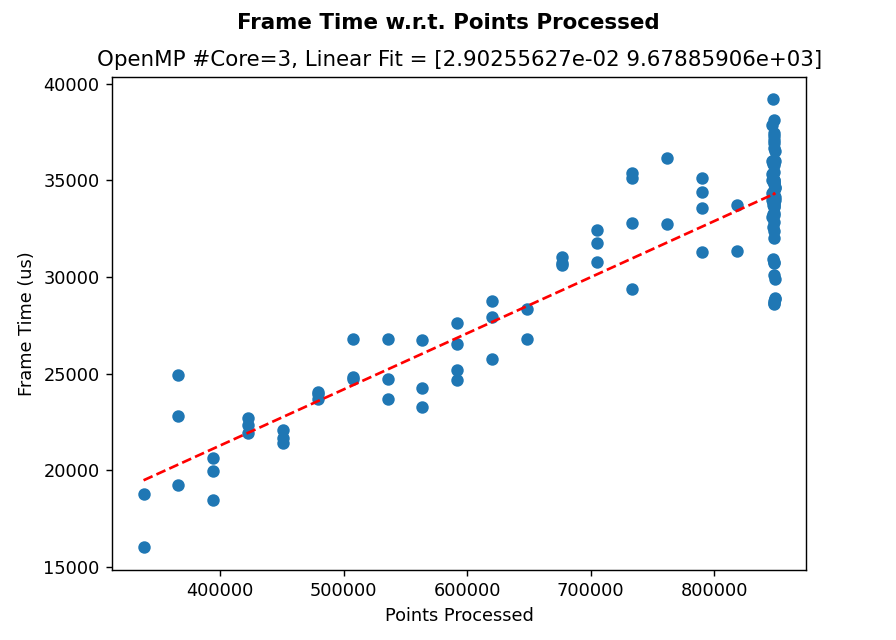 Frame Time w.r.t. Points Processed
OpenMP #Core=3, Linear Fit = [2.90255627e-02 9.67885906e+03]
40000
35000
30000
25000
20000
15000
Frame Time (us)
400000 500000 600000 700000 800000
Points Processed